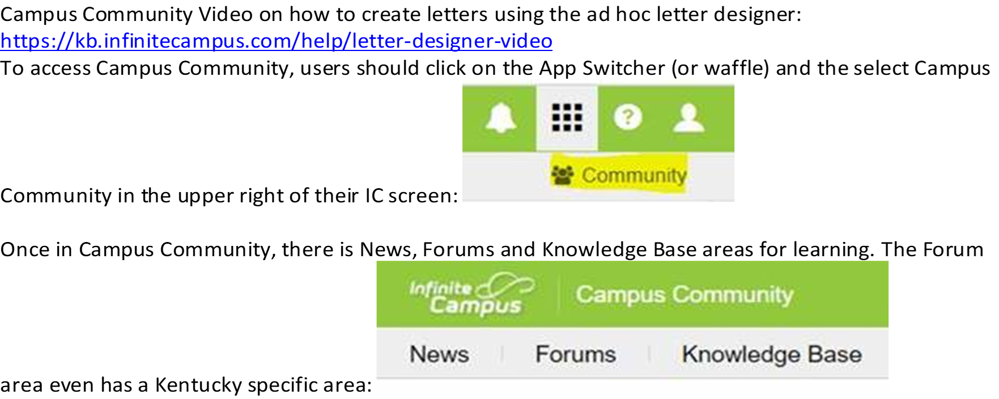 Campus Community Video on how to create letters using the ad hoc letter designer:
https://kb.infinitecampus.com/help/letter-designer-video
To access Campus Community, users should click on the App Switcher (or waffle) and the select Campus
?
Community
Community in the upper right of their IC screen:
Once in Campus Community, there is News, Forums and Knowledge Base areas for learning. The Forum
Infinite
Campus
Campus Community
News Forums Knowledge Base
area even has a Kentucky specific area: